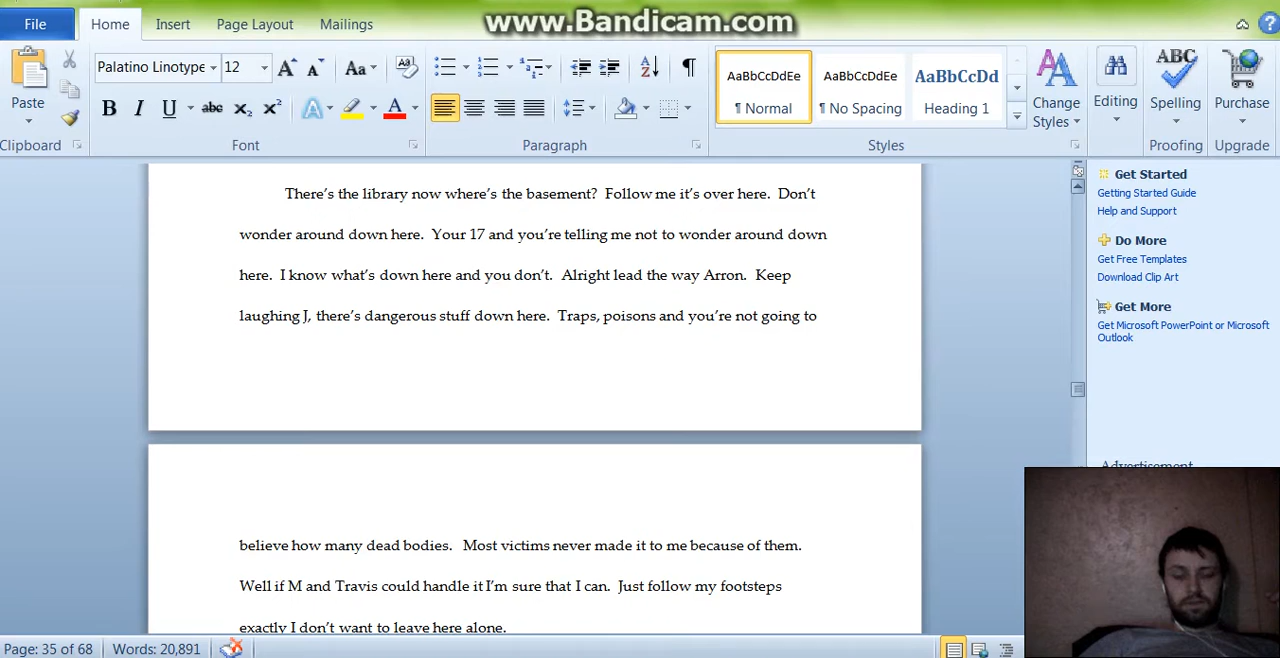 www.Bandicam.com
File Home Insert Page Layout Mailings
Paste
Clipboard
Palatino Linotype 12
Font
Paragraph
AaBbCcDdEe AaBbCcDdEe AaBbCcDd
¶ Normal ¶ No Spacing Heading 1
Change Styles
Styles
Editing
ABC
Spelling
Proofing
Purchase
Upgrade
There’s the library now where’s the basement?  Follow me it’s over here.  Don’t
wonder around down here.  Your 17 and you’re telling me not to wonder around down
here.  I know what’s down here and you don’t.  Alright lead the way Arron.  Keep
laughing J, there’s dangerous stuff down here.  Traps, poisons and you’re not going to
believe how many dead bodies.   Most victims never made it to me because of them.
Well if M and Travis could handle it I’m sure that I can.  Just follow my footsteps
exactly I don’t want to leave here alone.
Get Started
Getting Started Guide
Help and Support
Do More
Get Free Templates
Download Clip Art
Get More
Get Microsoft PowerPoint or Microsoft
Outlook
Advertisement
Page: 35 of 68 Words: 20,891